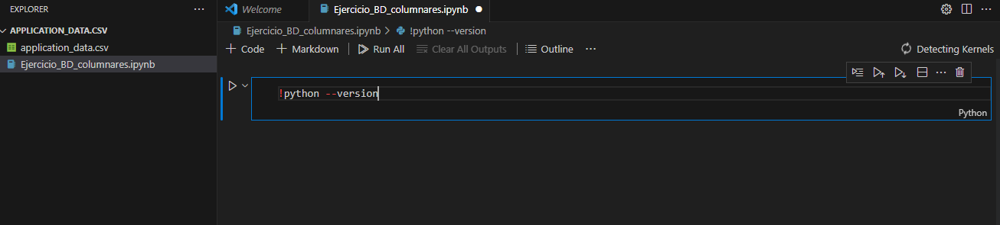 EXPLORER ...
APPLICATION_DATA.CSV
application_data.csv
Ejercicio_BD_columnares.ipynb
Welcome
Ejercicio_BD_columnares.ipynb
Ejercicio_BD_columnares.ipynb > !python --version
+ Code + Markdown Run All Clear All Outputs Outline ... Detecting Kernels
!python --version
Python